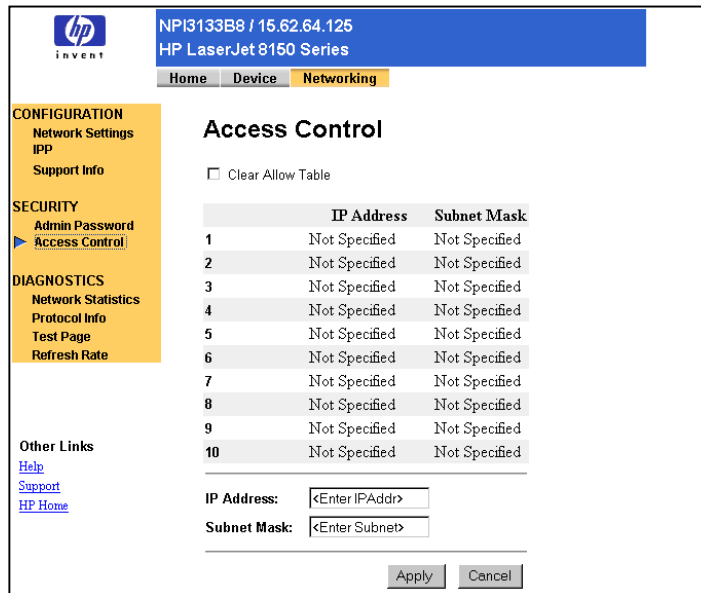 hp
invent
NPI3133B8 / 15.62.64.125
HP LaserJet 8150 Series
Home Device Networking
CONFIGURATION
Network Settings
IPP
Support Info
SECURITY
Admin Password
Access Control
DIAGNOSTICS
Network Statistics
Protocol Info
Test Page
Refresh Rate
Other Links
Help
Support
HP Home
Access Control
Clear Allow Table
IP Address Subnet Mask
1 Not Specified Not Specified
2 Not Specified Not Specified
3 Not Specified Not Specified
4 Not Specified Not Specified
5 Not Specified Not Specified
6 Not Specified Not Specified
7 Not Specified Not Specified
8 Not Specified Not Specified
9 Not Specified Not Specified
10 Not Specified Not Specified
IP Address: <Enter IPAddr>
Subnet Mask: <Enter Subnet>
Apply Cancel